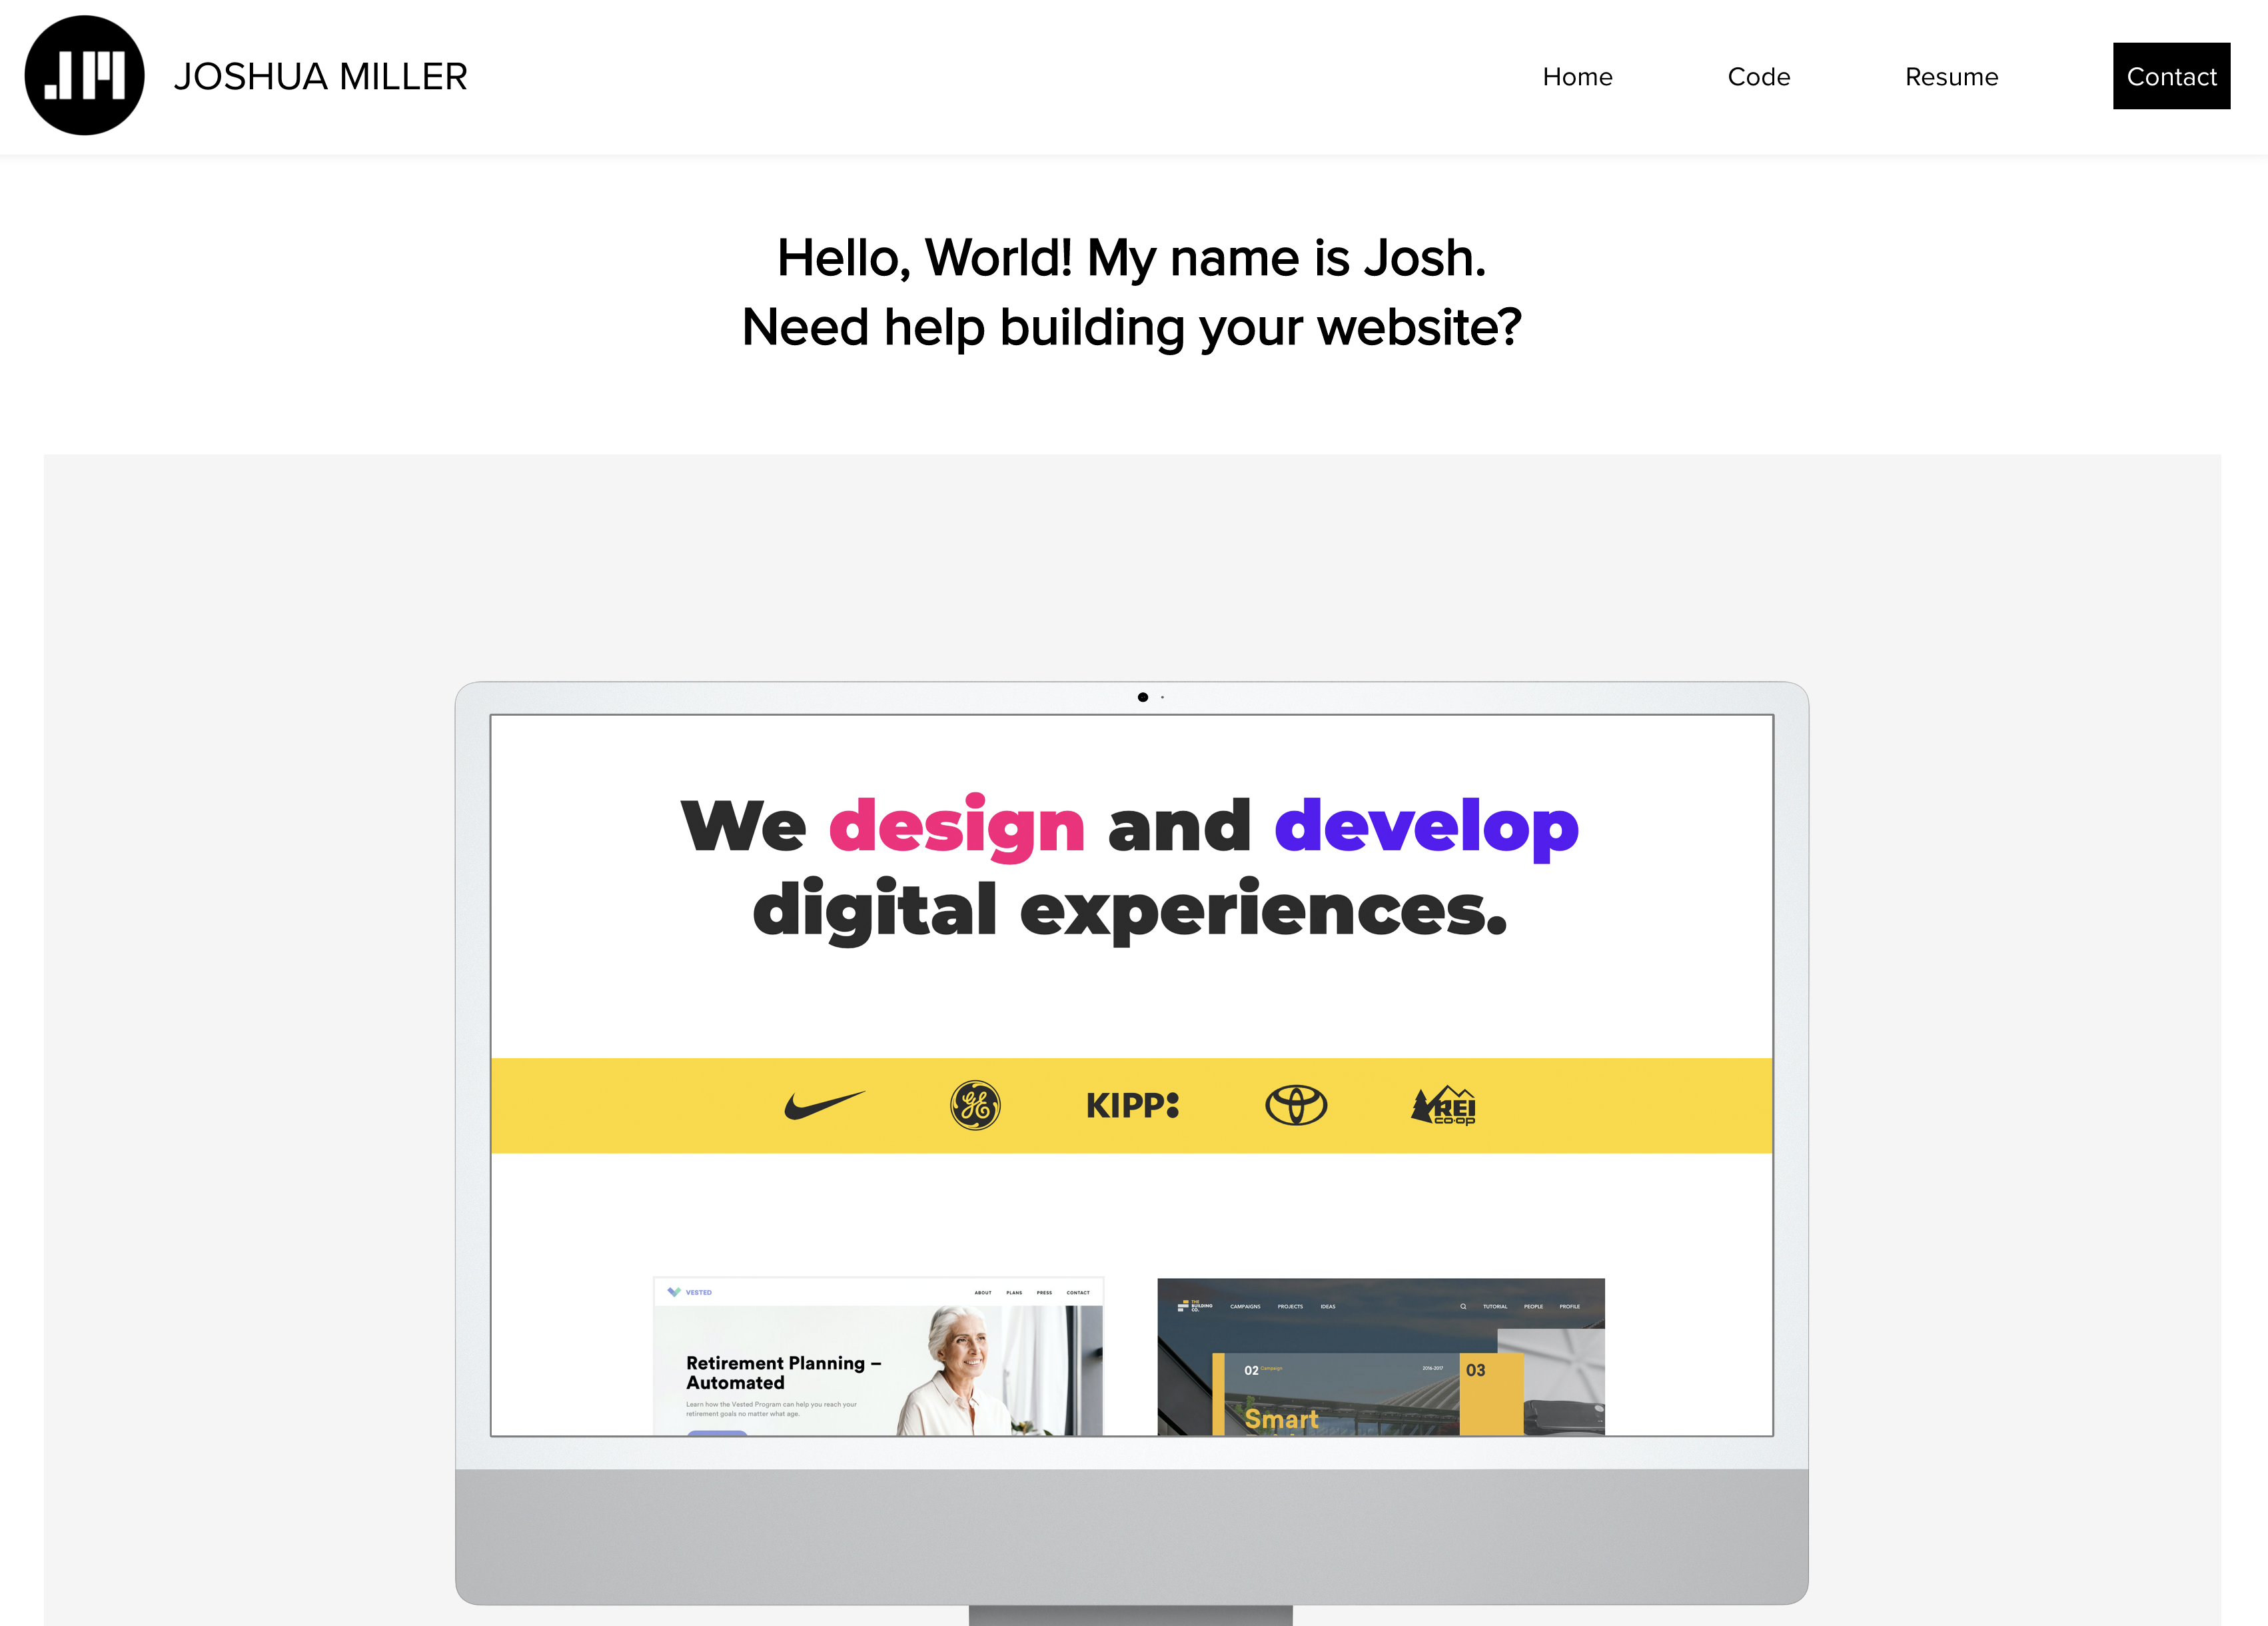 JM
JOSHUA MILLER
Home Code Resume Contact
Hello, World! My name is Josh.
Need help building your website?
We design and develop
digital experiences.
GE KIPP: REI
CO·OP
VESTED ABOUT PLANS PRESS CONTACT
Retirement Planning –
Automated
Learn how the Vested Program can help you reach your
retirement goals no matter what age.
THE
BUILDING
CO.
CAMPAIGNS PROJECTS IDEAS TUTORIAL PEOPLE PROFILE
02 Campaign 2016-2017 03
Smart